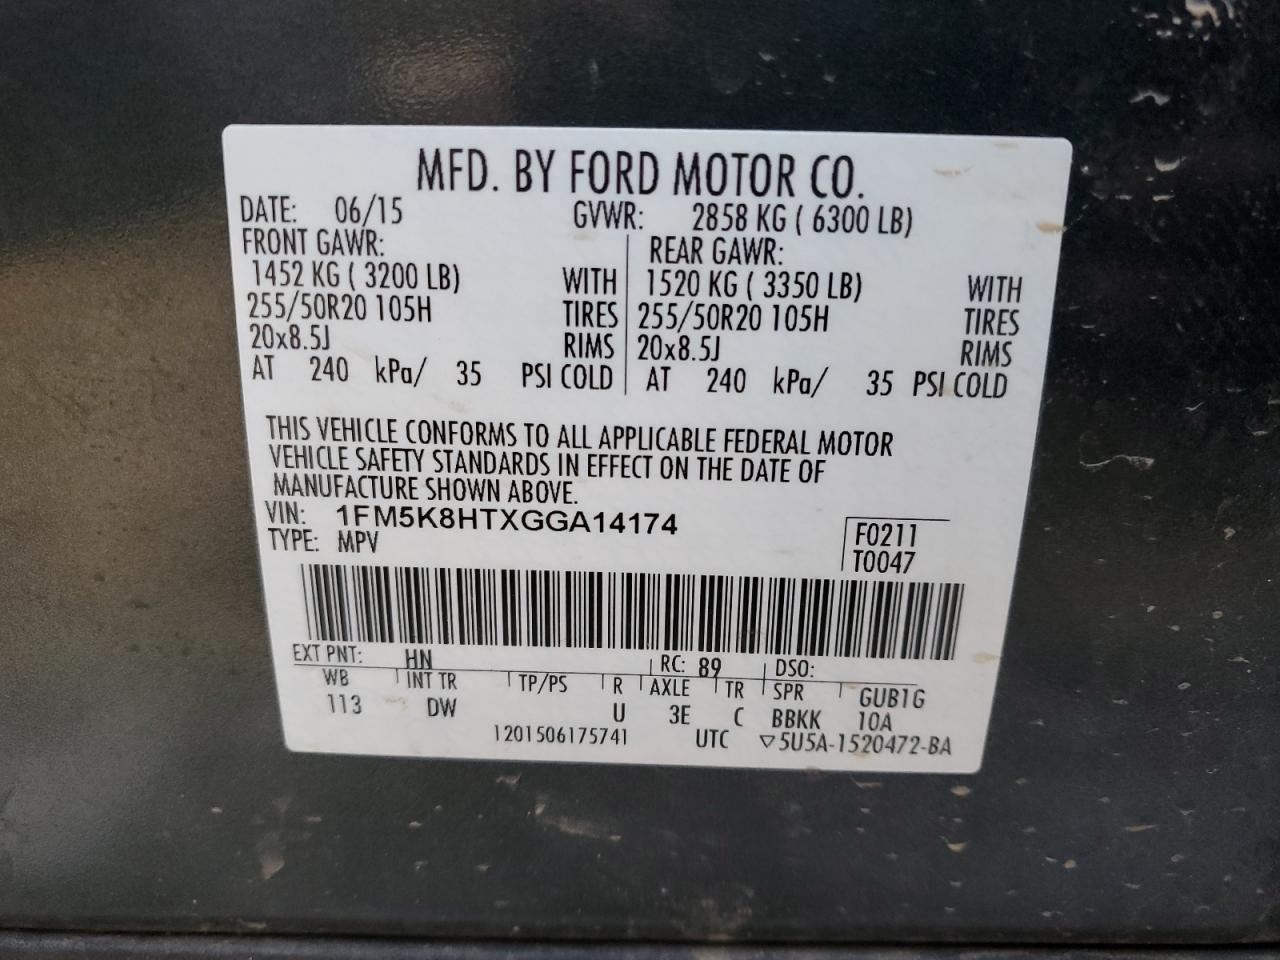 MFD. BY FORD MOTOR CO.
DATE: 06/15 GVWR: 2858 KG ( 6300 LB)
FRONT GAWR: REAR GAWR:
1452 KG ( 3200 LB) WITH 1520 KG ( 3350 LB) WITH
255/50R20 105H TIRES 255/50R20 105H TIRES
20x8.5J RIMS 20x8.5J RIMS
AT 240 kPa/ 35 PSI COLD AT 240 kPa/ 35 PSI COLD
THIS VEHICLE CONFORMS TO ALL APPLICABLE FEDERAL MOTOR
VEHICLE SAFETY STANDARDS IN EFFECT ON THE DATE OF
MANUFACTURE SHOWN ABOVE.
VIN: 1FM5K8HTXGGA14174 F0211
TYPE: MPV T0047
EXT PNT: HN RC: 89 DSO:
WB INT TR TP/PS R AXLE TR SPR GUB1G
113 DW U 3E C BBKK 10A
1201506175741 UTC ▽5U5A-1520472-BA